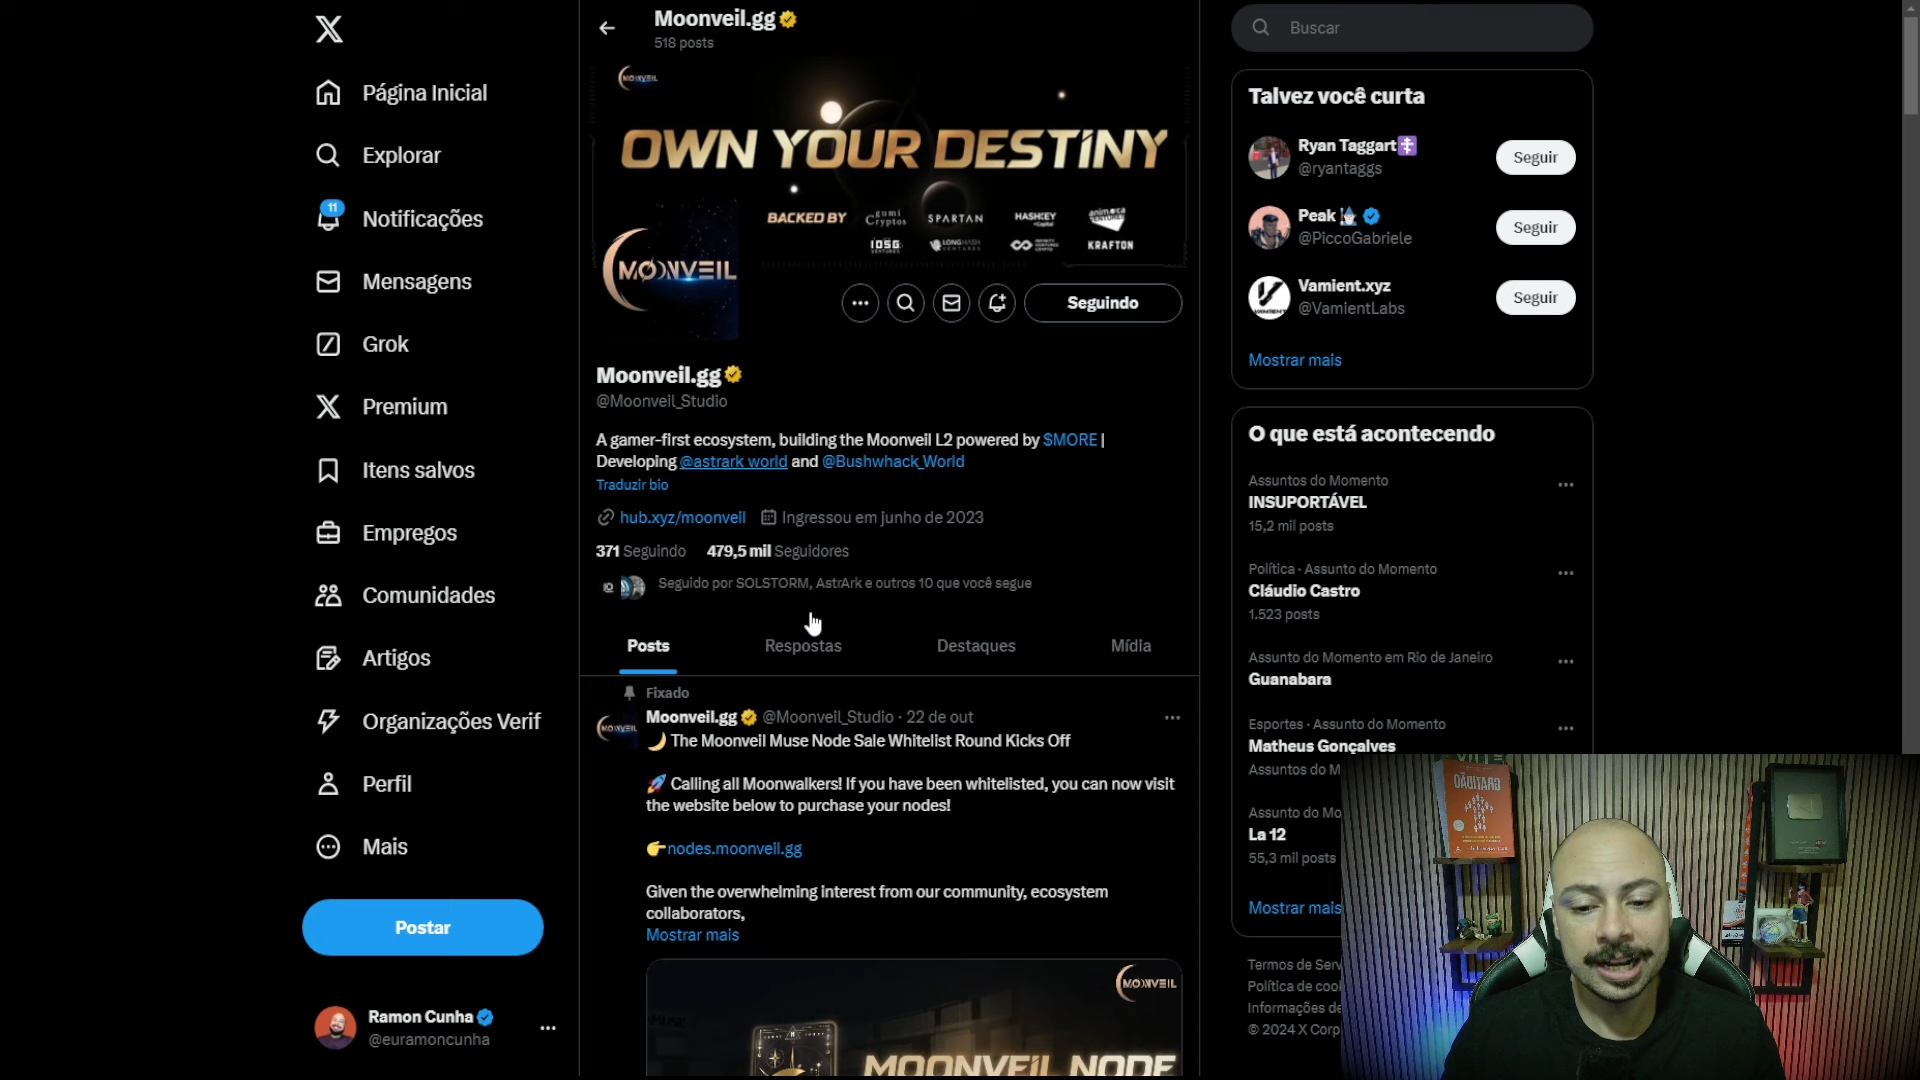 Página Inicial
Explorar
11
Notificações
Mensagens
Grok
Premium
Itens salvos
Empregos
Comunidades
Artigos
Organizações Verif
Perfil
Mais
Postar
Ramon Cunha
@euramoncunha
Moonveil.gg
518 posts
MOONVEIL
OWN YOUR DESTINY
BACKED BY
gumi
Cryptos
SPARTAN
HASHKEY
Capital
IOSG
VENTURES
LONGHASH
VENTURES
KRAFTON
MOONVEIL
Seguindo
Moonveil.gg
@Moonveil_Studio
A gamer-first ecosystem, building the Moonveil L2 powered by $MORE |
Developing @astrark_world and @Bushwhack_World
Traduzir bio
hub.xyz/moonveil Ingressou em junho de 2023
371 Seguindo 479,5 mil Seguidores
Seguido por SOLSTORM, AstrArk e outros 10 que você segue
Posts Respostas Destaques Mídia
Fixado
MOONVEIL
Moonveil.gg @Moonveil_Studio · 22 de out
🌙 The Moonveil Muse Node Sale Whitelist Round Kicks Off
🚀 Calling all Moonwalkers! If you have been whitelisted, you can now visit
the website below to purchase your nodes!
👉nodes.moonveil.gg
Given the overwhelming interest from our community, ecosystem
collaborators,
Mostrar mais
MOONVEIL
MOONVEIL NODE
Buscar
Talvez você curta
Ryan Taggart
@ryantaggs
Seguir
Peak
@PiccoGabriele
Seguir
Vamient.xyz
@VamientLabs
Seguir
Mostrar mais
O que está acontecendo
Assuntos do Momento
INSUPORTÁVEL
15,2 mil posts
Política · Assunto do Momento
Cláudio Castro
1.523 posts
Assunto do Momento em Rio de Janeiro
Guanabara
Esportes · Assunto do Momento
Matheus Gonçalves
Assuntos do M
Assunto do Mo
La 12
55,3 mil posts
Mostrar mais
Termos de Serv
Política de cook
Informações de
© 2024 X Corp.
GRATIDÃO